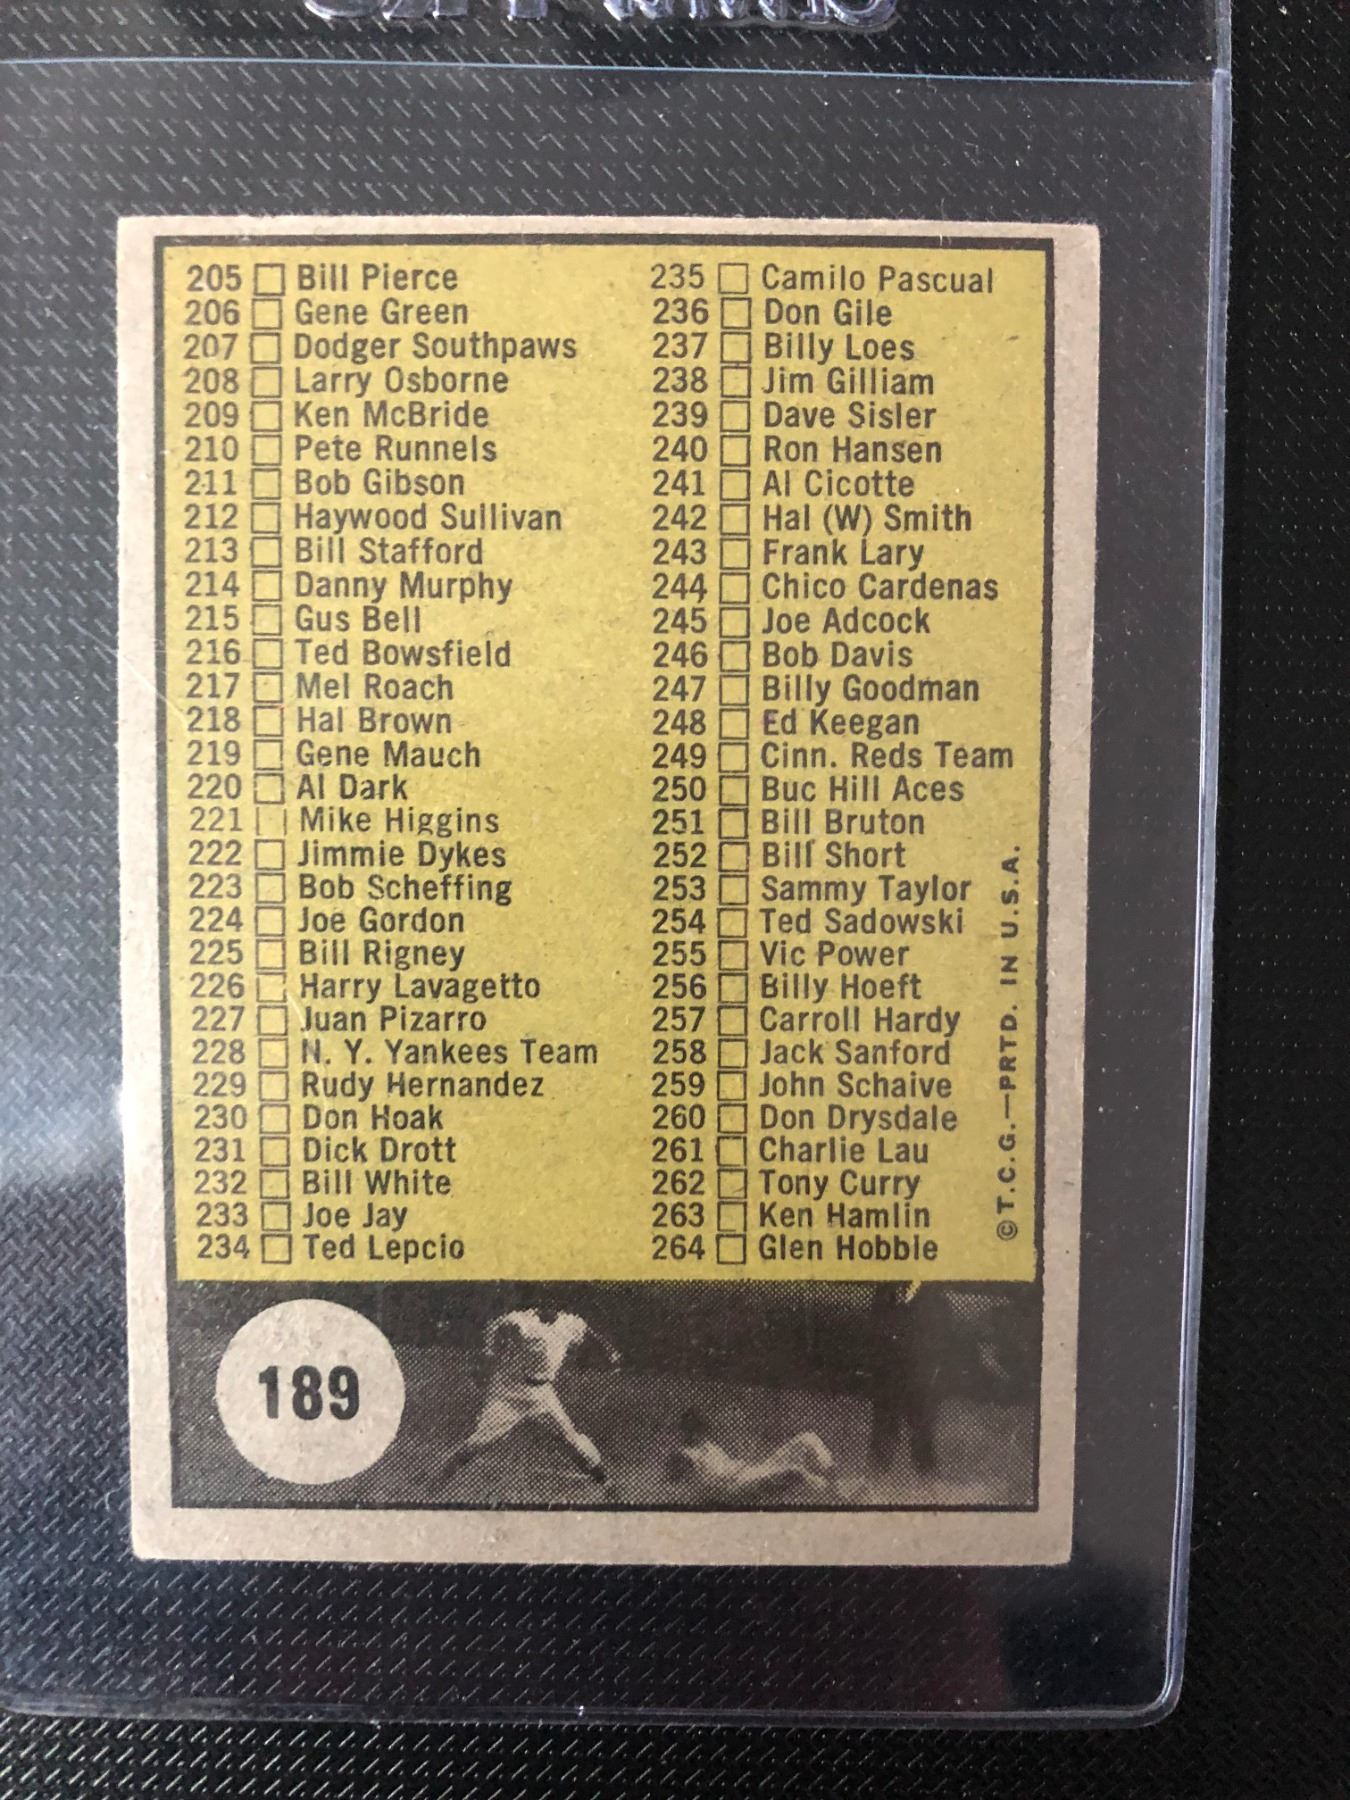 205 Bill Pierce
206 Gene Green
207 Dodger Southpaws
208 Larry Osborne
209 Ken McBride
210 Pete Runnels
211 Bob Gibson
212 Haywood Sullivan
213 Bill Stafford
214 Danny Murphy
215 Gus Bell
216 Ted Bowsfield
217 Mel Roach
218 Hal Brown
219 Gene Mauch
220 Al Dark
221 Mike Higgins
222 Jimmie Dykes
223 Bob Scheffing
224 Joe Gordon
225 Bill Rigney
226 Harry Lavagetto
227 Juan Pizarro
228 N. Y. Yankees Team
229 Rudy Hernandez
230 Don Hoak
231 Dick Drott
232 Bill White
233 Joe Jay
234 Ted Lepcio
235 Camilo Pascual
236 Don Gile
237 Billy Loes
238 Jim Gilliam
239 Dave Sisler
240 Ron Hansen
241 Al Cicotte
242 Hal (W) Smith
243 Frank Lary
244 Chico Cardenas
245 Joe Adcock
246 Bob Davis
247 Billy Goodman
248 Ed Keegan
249 Cinn. Reds Team
250 Buc Hill Aces
251 Bill Bruton
252 Bill Short
253 Sammy Taylor
254 Ted Sadowski
255 Vic Power
256 Billy Hoeft
257 Carroll Hardy
258 Jack Sanford
259 John Schaive
260 Don Drysdale
261 Charlie Lau
262 Tony Curry
263 Ken Hamlin
264 Glen Hobbie
© T.C.G.—PRTD. IN U.S.A.
189